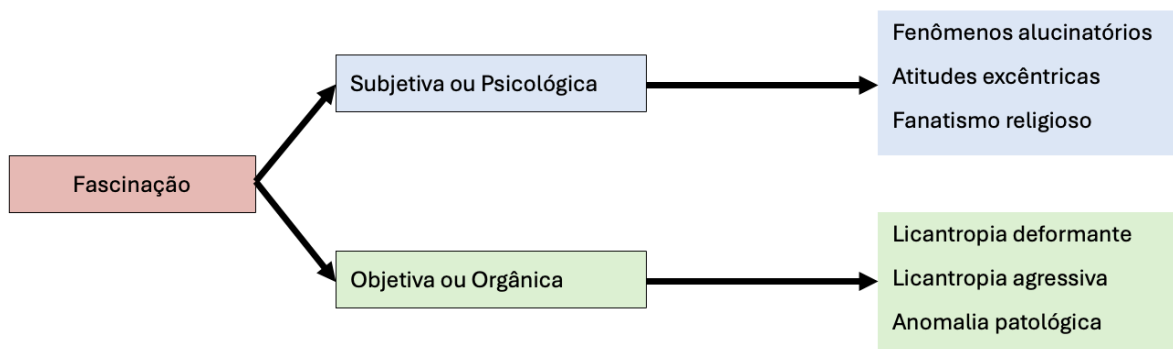 Fascinação
Subjetiva ou Psicológica
Fenômenos alucinatórios
Atitudes excêntricas
Fanatismo religioso
Objetiva ou Orgânica
Licantropia deformante
Licantropia agressiva
Anomalia patológica